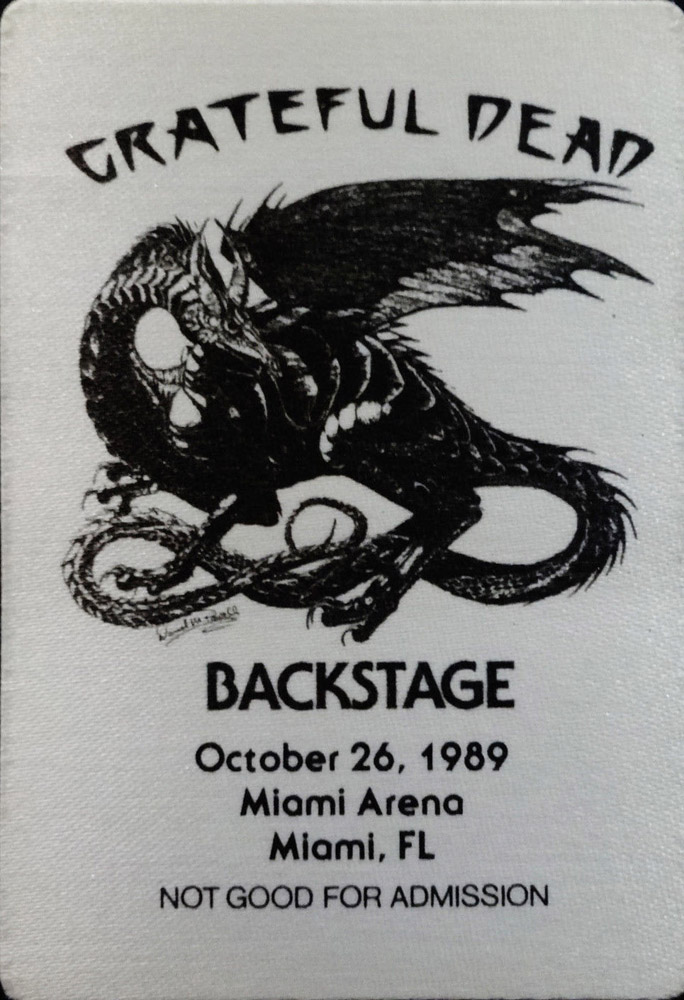 GRATEFUL DEAD
BACKSTAGE
October 26, 1989
Miami Arena
Miami, FL
NOT GOOD FOR ADMISSION